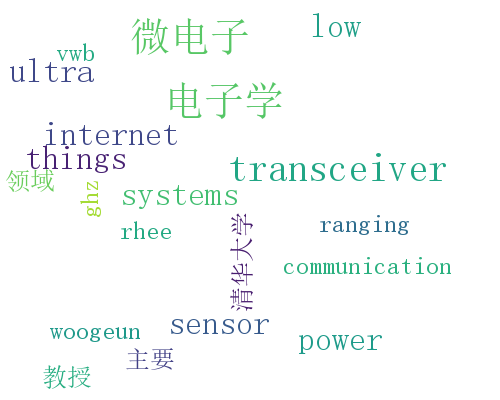 微电子
low
vwb
ultra
电子学
internet
things
transceiver
领域
ghz
systems
清华大学
ranging
rhee
communication
sensor
woogeun
power
主要
教授